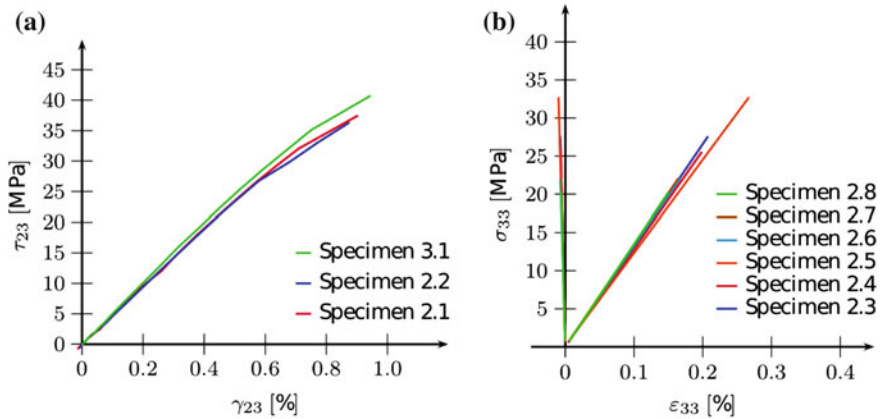 (a)
τ23 [MPa]
45
40
35
30
25
20
15
10
5
0
0 0.2 0.4 0.6 0.8 1.0
γ23 [%]
Specimen 3.1
Specimen 2.2
Specimen 2.1
(b)
σ33 [MPa]
40
35
30
25
20
15
10
5
0 0.1 0.2 0.3 0.4
ε33 [%]
Specimen 2.8
Specimen 2.7
Specimen 2.6
Specimen 2.5
Specimen 2.4
Specimen 2.3